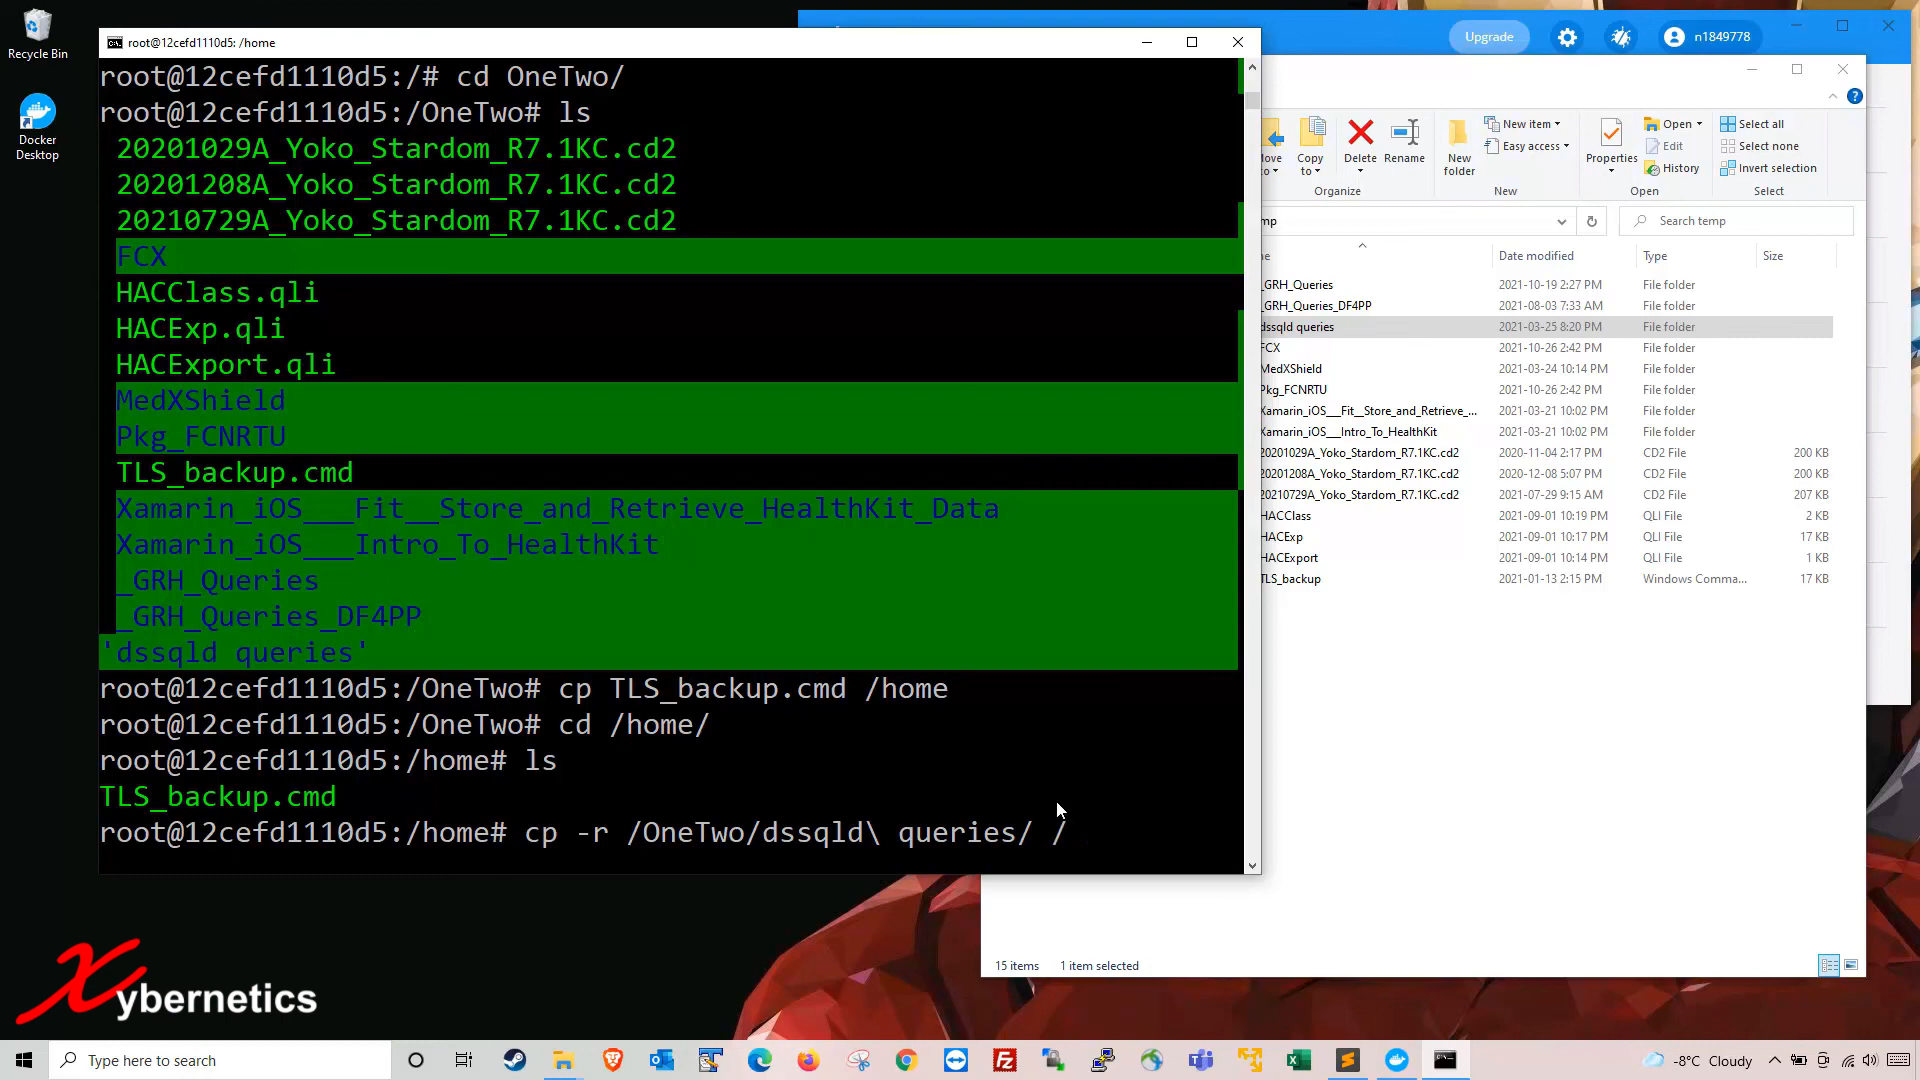 Recycle Bin
Docker
Desktop
root@12cefd1110d5: /home
root@12cefd1110d5:/# cd OneTwo/
root@12cefd1110d5:/OneTwo# ls
20201029A_Yoko_Stardom_R7.1KC.cd2
20201208A_Yoko_Stardom_R7.1KC.cd2
20210729A_Yoko_Stardom_R7.1KC.cd2
FCX
HACClass.qli
HACExp.qli
HACExport.qli
MedXShield
Pkg_FCNRTU
TLS_backup.cmd
Xamarin_iOS___Fit__Store_and_Retrieve_HealthKit_Data
Xamarin_iOS___Intro_To_HealthKit
_GRH_Queries
_GRH_Queries_DF4PP
'dssqld queries'
root@12cefd1110d5:/OneTwo# cp TLS_backup.cmd /home
root@12cefd1110d5:/OneTwo# cd /home/
root@12cefd1110d5:/home# ls
TLS_backup.cmd
root@12cefd1110d5:/home# cp -r /OneTwo/dssqld\ queries/ /
Upgrade
n1849778
Copy to
Delete
Rename
New folder
New item
Easy access
Properties
Open
Edit
History
Select all
Select none
Invert selection
Organize
New
Open
Select
Search temp
Date modified
Type
Size
_GRH_Queries 2021-10-19 2:27 PM File folder
_GRH_Queries_DF4PP 2021-08-03 7:33 AM File folder
dssqld queries 2021-03-25 8:20 PM File folder
FCX 2021-10-26 2:42 PM File folder
MedXShield 2021-03-24 10:14 PM File folder
Pkg_FCNRTU 2021-10-26 2:42 PM File folder
Xamarin_iOS___Fit__Store_and_Retrieve_... 2021-03-21 10:02 PM File folder
Xamarin_iOS___Intro_To_HealthKit 2021-03-21 10:02 PM File folder
20201029A_Yoko_Stardom_R7.1KC.cd2 2020-11-04 2:17 PM CD2 File 200 KB
20201208A_Yoko_Stardom_R7.1KC.cd2 2020-12-08 5:07 PM CD2 File 200 KB
20210729A_Yoko_Stardom_R7.1KC.cd2 2021-07-29 9:15 AM CD2 File 207 KB
HACClass 2021-09-01 10:19 PM QLI File 2 KB
HACExp 2021-09-01 10:17 PM QLI File 17 KB
HACExport 2021-09-01 10:14 PM QLI File 1 KB
TLS_backup 2021-01-13 2:15 PM Windows Comma... 17 KB
15 items 1 item selected
Xybernetics
Type here to search
-8°C Cloudy